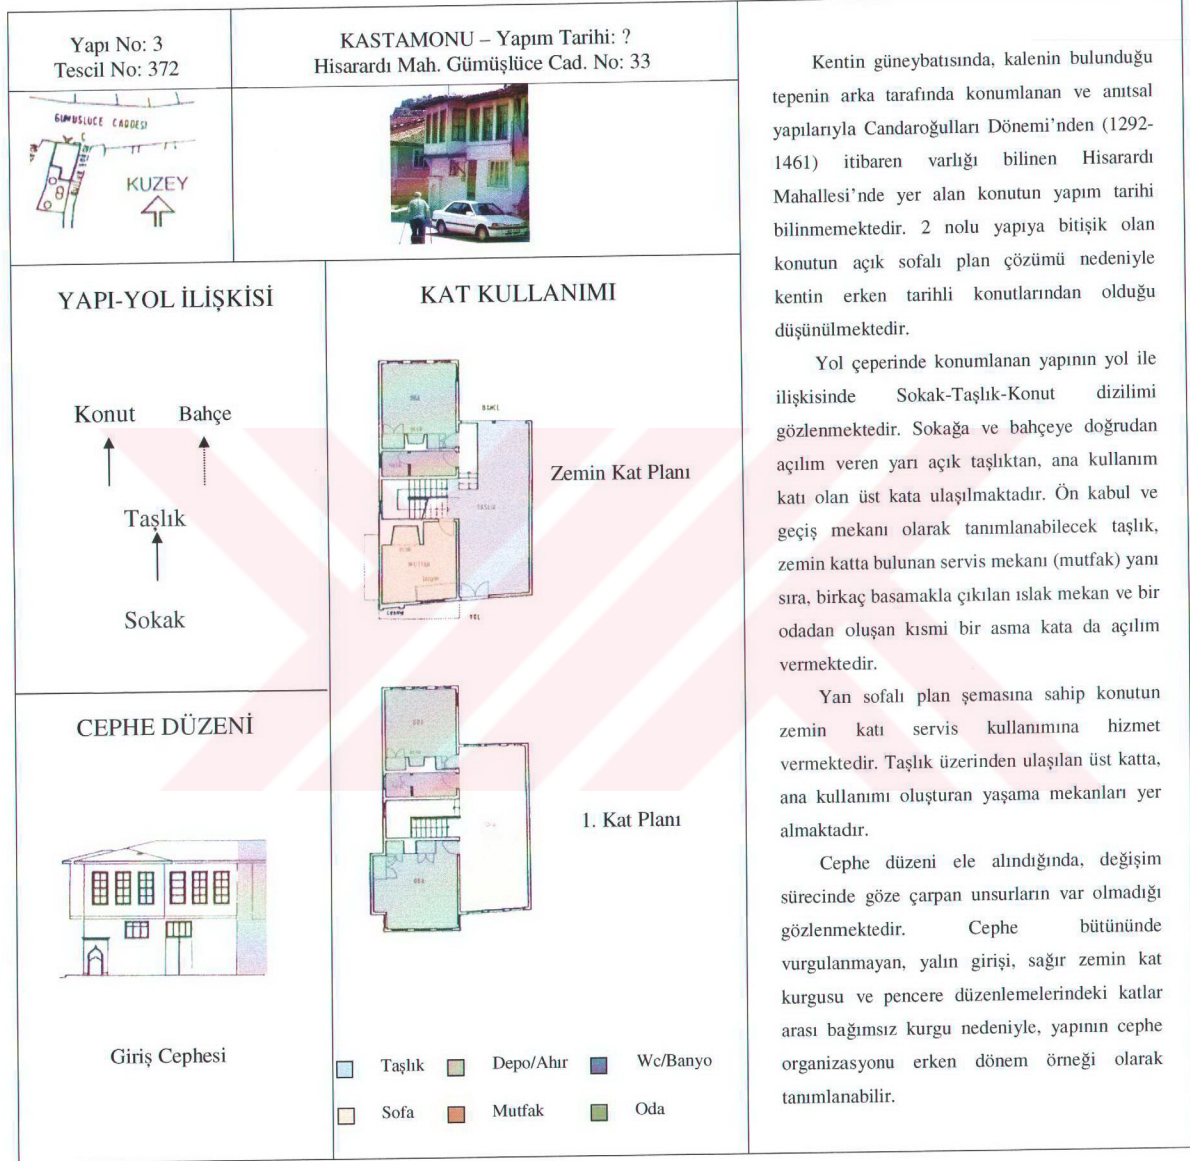 Yapı No: 3
Tescil No: 372
KASTAMONU – Yapım Tarihi: ?
Hisarardı Mah. Gümüşlüce Cad. No: 33
GÜMÜŞLÜCE CADDESİ
KUZEY
YAPI-YOL İLİŞKİSİ
Konut Bahçe
Taşlık
Sokak
KAT KULLANIMI
BAHÇE
TAŞLIK
MUTFAK
YOL
Zemin Kat Planı
1. Kat Planı
CEPHE DÜZENİ
Giriş Cephesi
Taşlık Depo/Ahır Wc/Banyo
Sofa Mutfak Oda
Kentin güneybatısında, kalenin bulunduğu
tepenin arka tarafında konumlanan ve anıtsal
yapılarıyla Candaroğulları Dönemi’nden (1292-
1461) itibaren varlığı bilinen Hisarardı
Mahallesi’nde yer alan konutun yapım tarihi
bilinmemektedir. 2 nolu yapıya bitişik olan
konutun açık sofalı plan çözümü nedeniyle
kentin erken tarihli konutlarından olduğu
düşünülmektedir.
Yol çeperinde konumlanan yapının yol ile
ilişkisinde Sokak-Taşlık-Konut dizilimi
gözlenmektedir. Sokağa ve bahçeye doğrudan
açılım veren yarı açık taşlıktan, ana kullanım
katı olan üst kata ulaşılmaktadır. Ön kabul ve
geçiş mekanı olarak tanımlanabilecek taşlık,
zemin katta bulunan servis mekanı (mutfak) yanı
sıra, birkaç basamakla çıkılan ıslak mekan ve bir
odadan oluşan kısmi bir asma kata da açılım
vermektedir.
Yan sofalı plan şemasına sahip konutun
zemin katı servis kullanımına hizmet
vermektedir. Taşlık üzerinden ulaşılan üst katta,
ana kullanımı oluşturan yaşama mekanları yer
almaktadır.
Cephe düzeni ele alındığında, değişim
sürecinde göze çarpan unsurların var olmadığı
gözlenmektedir. Cephe bütününde
vurgulanmayan, yalın girişi, sağır zemin kat
kurgusu ve pencere düzenlemelerindeki katlar
arası bağımsız kurgu nedeniyle, yapının cephe
organizasyonu erken dönem örneği olarak
tanımlanabilir.